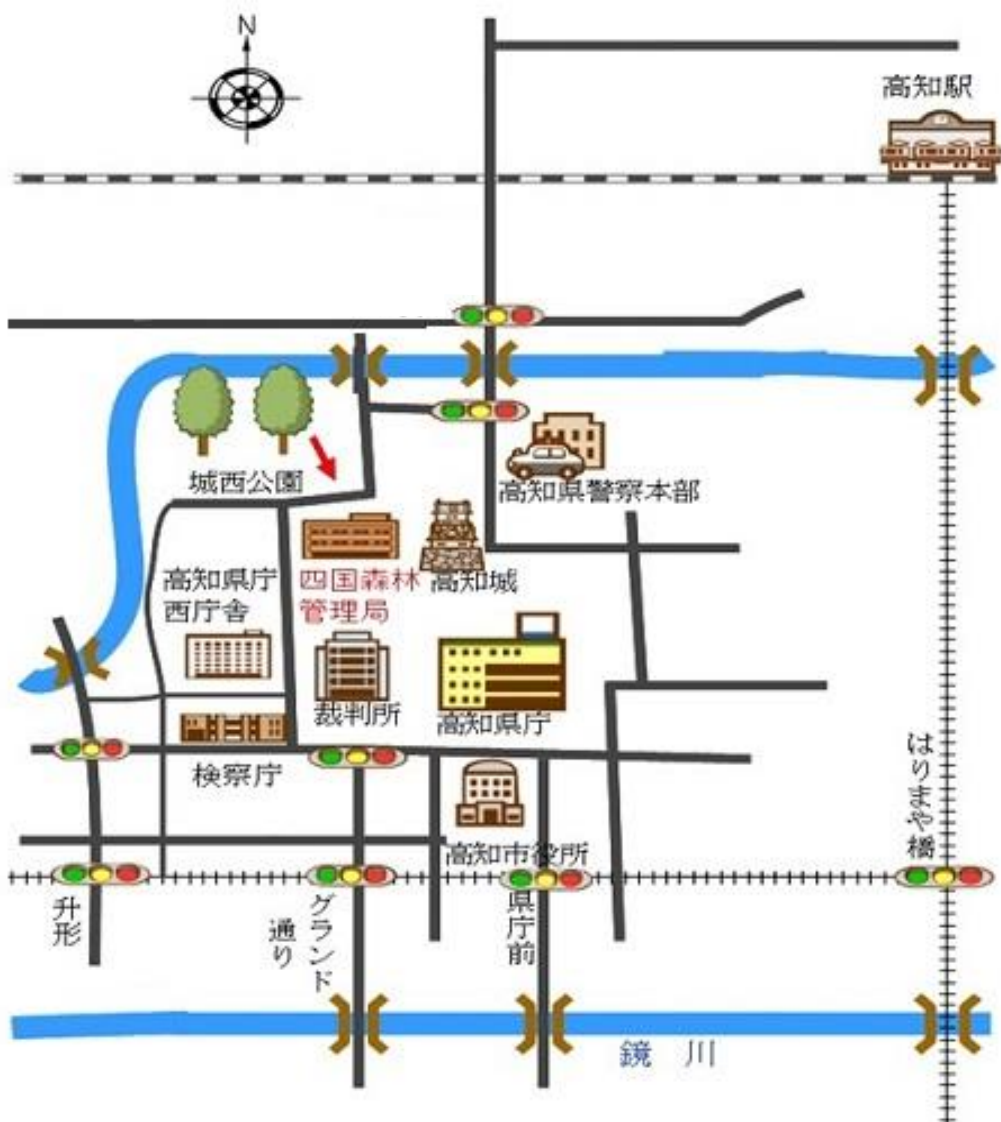 N
高知駅
城西公園
高知県警察本部
高知県庁
西庁舎
四国森林
管理局
高知城
裁判所
高知県庁
検察庁
高知市役所
はりまや橋
升形
グランド
通り
県庁前
鏡 川